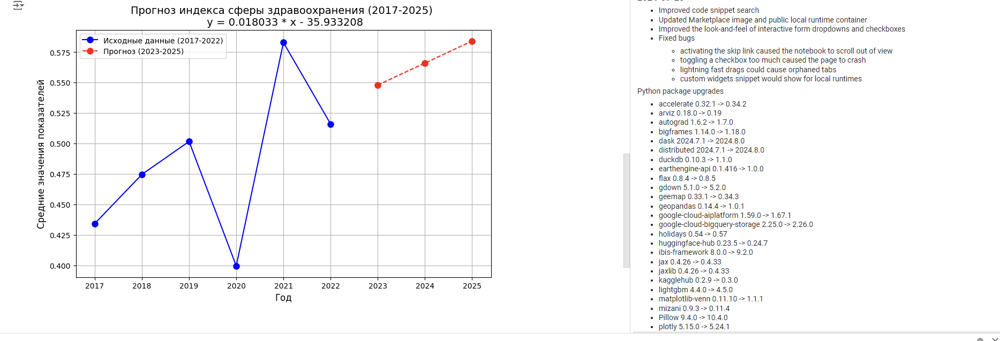 Прогноз индекса сферы здравоохранения (2017-2025)
y = 0.018033 * x - 35.933208
Исходные данные (2017-2022)
Прогноз (2023-2025)
Средние значения показателей
0.575
0.550
0.525
0.500
0.475
0.450
0.425
0.400
2017 2018 2019 2020 2021 2022 2023 2024 2025
Год
Improved code snippet search
Updated Marketplace image and public local runtime container
Improved the look-and-feel of interactive form dropdowns and checkboxes
Fixed bugs
activating the skip link caused the notebook to scroll out of view
toggling a checkbox too much caused the page to crash
lightning fast drags could cause orphaned tabs
custom widgets snippet would show for local runtimes
Python package upgrades
accelerate 0.32.1 -> 0.34.2
arviz 0.18.0 -> 0.19
autograd 1.6.2 -> 1.7.0
bigframes 1.14.0 -> 1.18.0
dask 2024.7.1 -> 2024.8.0
distributed 2024.7.1 -> 2024.8.0
duckdb 0.10.3 -> 1.1.0
earthengine-api 0.1.416 -> 1.0.0
flax 0.8.4 -> 0.8.5
gdown 5.1.0 -> 5.2.0
geemap 0.33.1 -> 0.34.3
geopandas 0.14.4 -> 1.0.1
google-cloud-aiplatform 1.59.0 -> 1.67.1
google-cloud-bigquery-storage 2.25.0 -> 2.26.0
holidays 0.54 -> 0.57
huggingface-hub 0.23.5 -> 0.24.7
ibis-framework 8.0.0 -> 9.2.0
jax 0.4.26 -> 0.4.33
jaxlib 0.4.26 -> 0.4.33
kagglehub 0.2.9 -> 0.3.0
lightgbm 4.4.0 -> 4.5.0
matplotlib-venn 0.11.10 -> 1.1.1
mizani 0.9.3 -> 0.11.4
Pillow 9.4.0 -> 10.4.0
plotly 5.15.0 -> 5.24.1